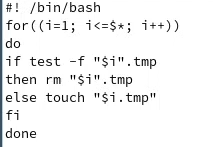 #! /bin/bash
for((i=1; i<=$*; i++))
do
if test -f "$i".tmp
then rm "$i".tmp
else touch "$i.tmp"
fi
done